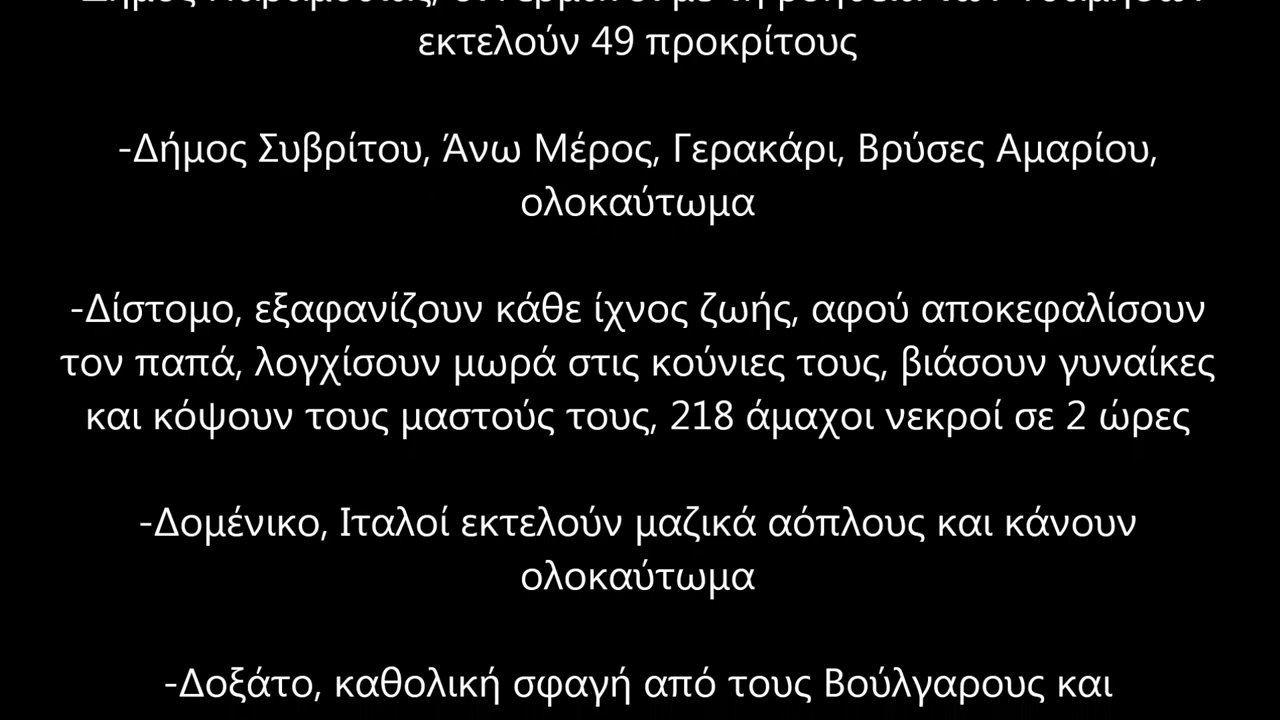 εκτελούν 49 προκρίτους
-Δήμος Συβρίτου, Άνω Μέρος, Γερακάρι, Βρύσες Αμαρίου,
ολοκαύτωμα
-Δίστομο, εξαφανίζουν κάθε ίχνος ζωής, αφού αποκεφαλίσουν
τον παπά, λογχίσουν μωρά στις κούνιες τους, βιάσουν γυναίκες
και κόψουν τους μαστούς τους, 218 άμαχοι νεκροί σε 2 ώρες
-Δομένικο, Ιταλοί εκτελούν μαζικά αόπλους και κάνουν
ολοκαύτωμα
-Δοξάτο, καθολική σφαγή από τους Βούλγαρους και